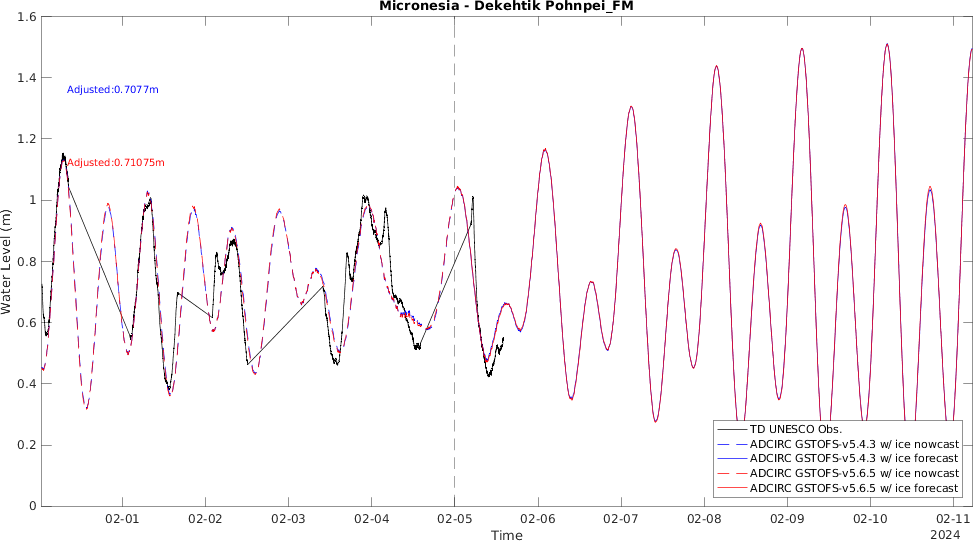 Micronesia - Dekehtik Pohnpei_FM
1.6
1.4
1.2
1
0.8
0.6
0.4
0.2
0
Water Level (m)
Adjusted:0.7077m
Adjusted:0.71075m
TD UNESCO Obs.
ADCIRC GSTOFS-v5.4.3 w/ ice nowcast
ADCIRC GSTOFS-v5.4.3 w/ ice forecast
ADCIRC GSTOFS-v5.6.5 w/ ice nowcast
ADCIRC GSTOFS-v5.6.5 w/ ice forecast
02-01 02-02 02-03 02-04 02-05 02-06 02-07 02-08 02-09 02-10 02-11
2024
Time